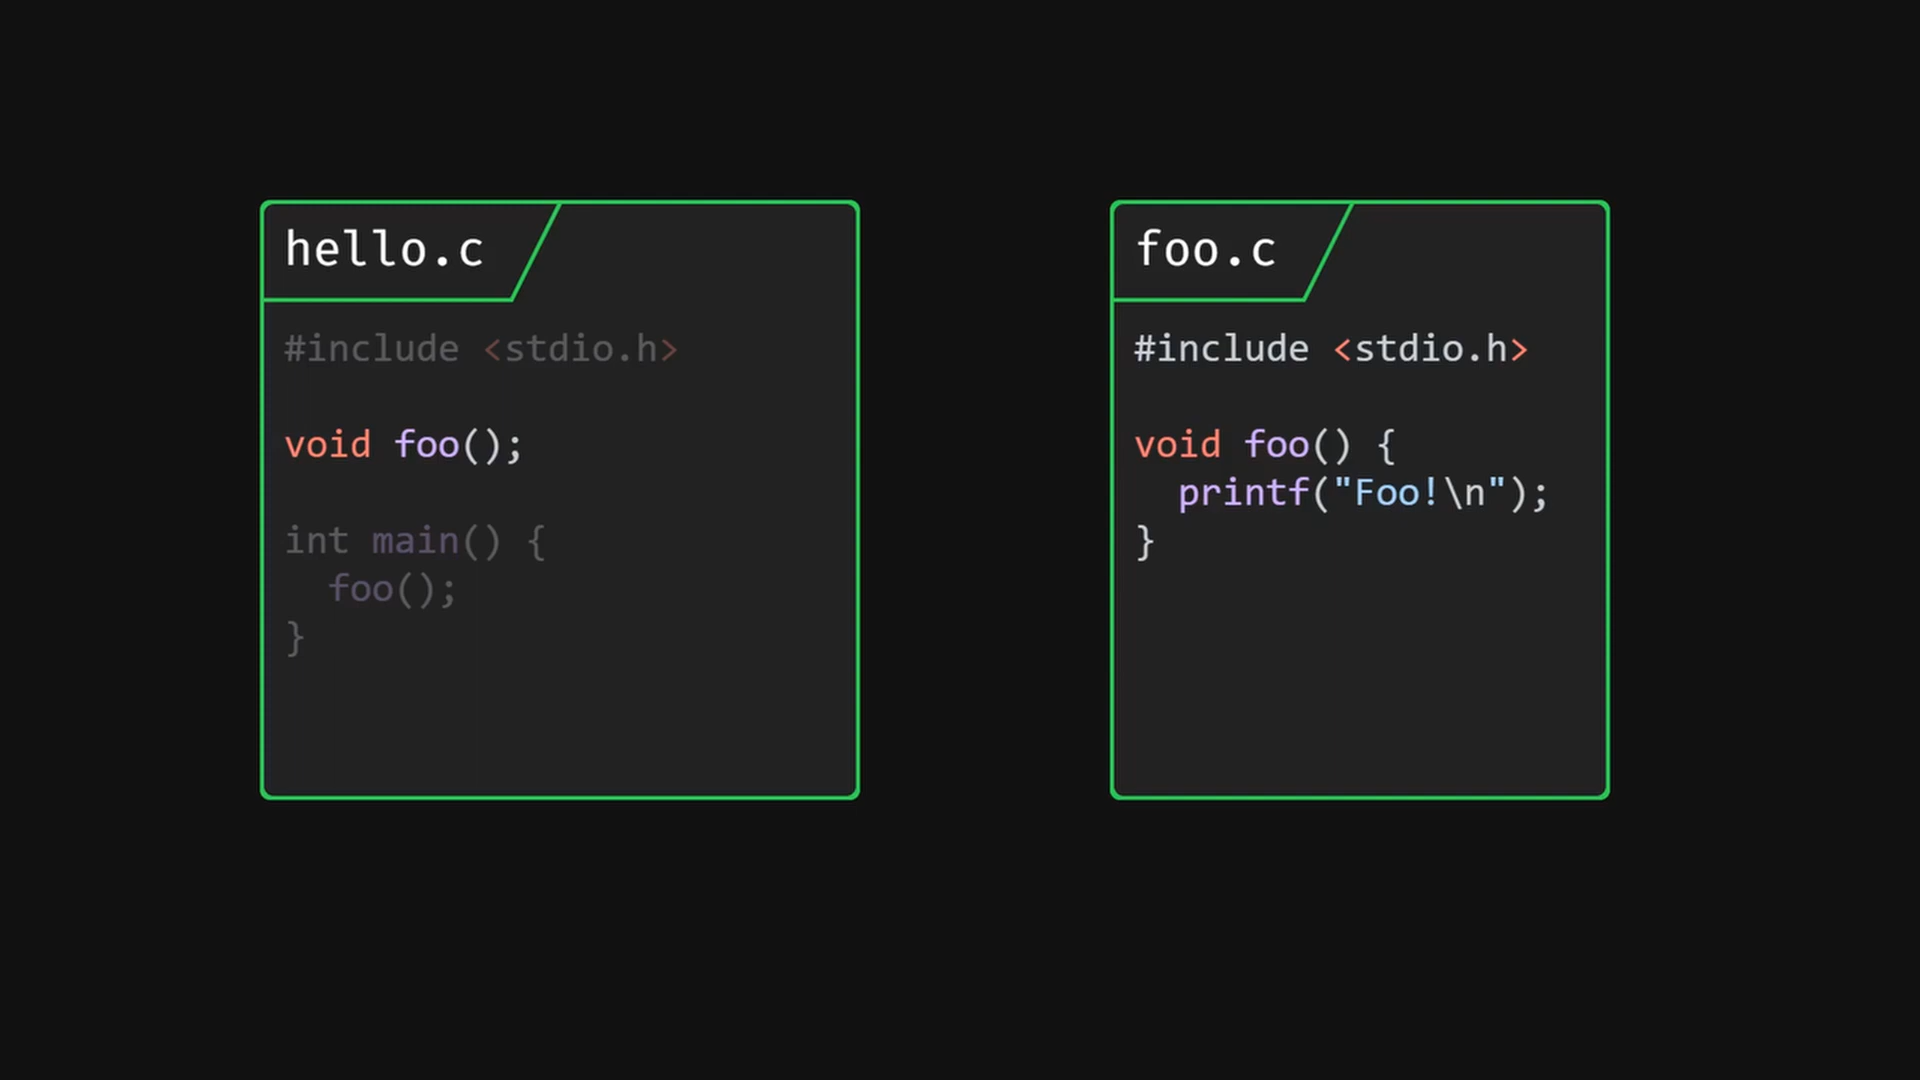 hello.c
#include <stdio.h>
void foo();
int main() {
  foo();
}
foo.c
#include <stdio.h>
void foo() {
  printf("Foo!\n");
}